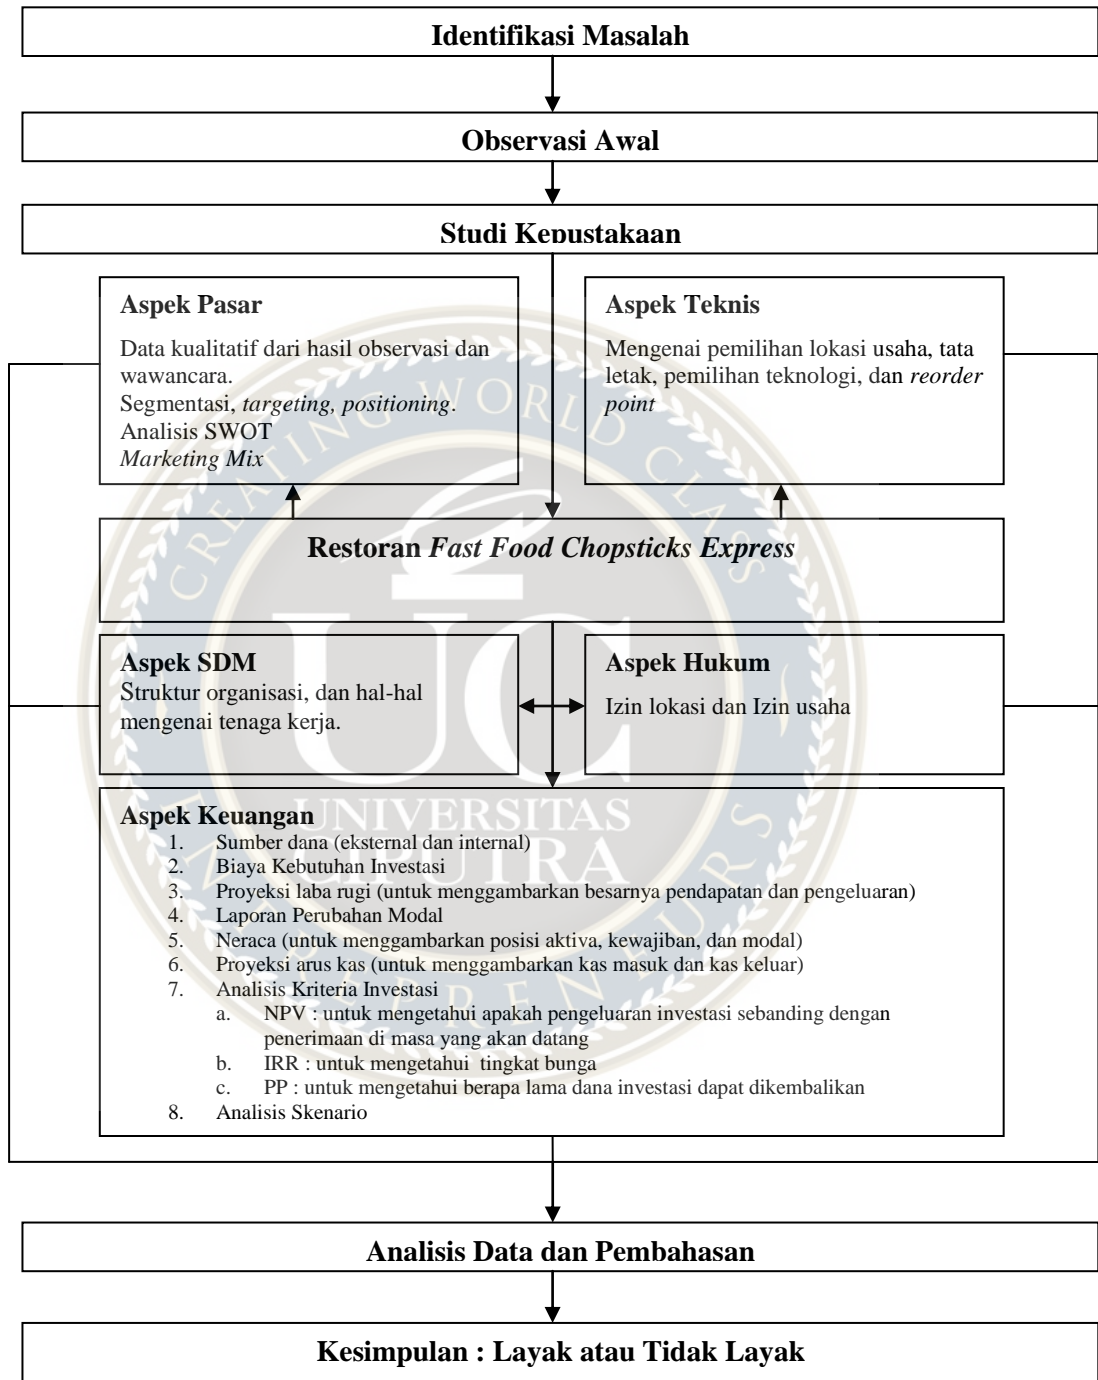 Identifikasi Masalah
Observasi Awal
Studi Kepustakaan
Aspek Pasar
Data kualitatif dari hasil observasi dan
wawancara.
Segmentasi, targeting, positioning.
Analisis SWOT
Marketing Mix
Aspek Teknis
Mengenai pemilihan lokasi usaha, tata
letak, pemilihan teknologi, dan reorder
point
Restoran Fast Food Chopsticks Express
Aspek SDM
Struktur organisasi, dan hal-hal
mengenai tenaga kerja.
Aspek Hukum
Izin lokasi dan Izin usaha
Aspek Keuangan
1. Sumber dana (eksternal dan internal)
2. Biaya Kebutuhan Investasi
3. Proyeksi laba rugi (untuk menggambarkan besarnya pendapatan dan pengeluaran)
4. Laporan Perubahan Modal
5. Neraca (untuk menggambarkan posisi aktiva, kewajiban, dan modal)
6. Proyeksi arus kas (untuk menggambarkan kas masuk dan kas keluar)
7. Analisis Kriteria Investasi
a. NPV : untuk mengetahui apakah pengeluaran investasi sebanding dengan
penerimaan di masa yang akan datang
b. IRR : untuk mengetahui tingkat bunga
c. PP : untuk mengetahui berapa lama dana investasi dapat dikembalikan
8. Analisis Skenario
Analisis Data dan Pembahasan
Kesimpulan : Layak atau Tidak Layak
CREATING WORLD CLASS
UC
UNIVERSITAS
CIPUTRA
ENTREPRENEURS